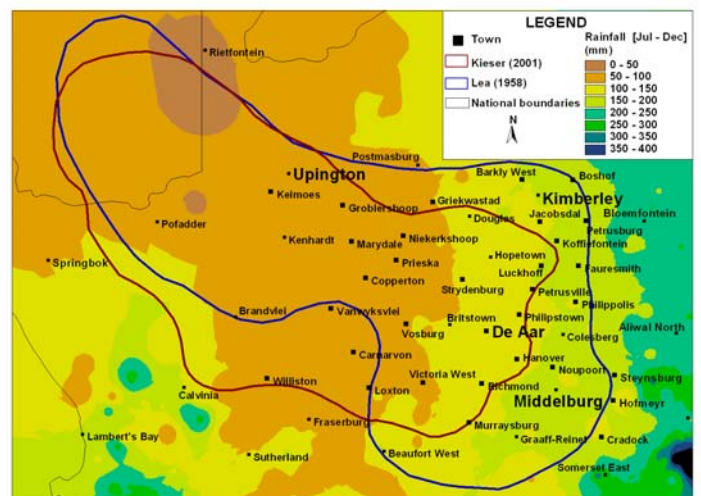 LEGEND
Town
Kieser (2001)
Lea (1958)
National boundaries
N
Rainfall [Jul - Dec]
(mm)
0 - 50
50 - 100
100 - 150
150 - 200
200 - 250
250 - 300
300 - 350
350 - 400
Rietfontein
Postmasburg
Upington
Barkly West
Boshof
Keimoes
Kimberley
Groblershoop
Griekwastad
Bloemfontein
Pofadder
Douglas
Jacobsdal
Petrusburg
Kenhardt
Marydale
Niekerkshoop
Koffiefontein
Springbok
Prieska
Hopetown
Luckhoff
Fauresmith
Copperton
Strydenburg
Petrusville
Philippolis
Brandvlei
Vanwyksvlei
Vosburg
Britstown
Philipstown
De Aar
Colesberg
Aliwal North
Carnarvon
Hanover
Noupoort
Williston
Victoria West
Steynsburg
Calvinia
Loxton
Richmond
Middelburg
Hofmeyr
Fraserburg
Murraysburg
Lambert's Bay
Graaff-Reinet
Cradock
Sutherland
Beaufort West
Somerset East